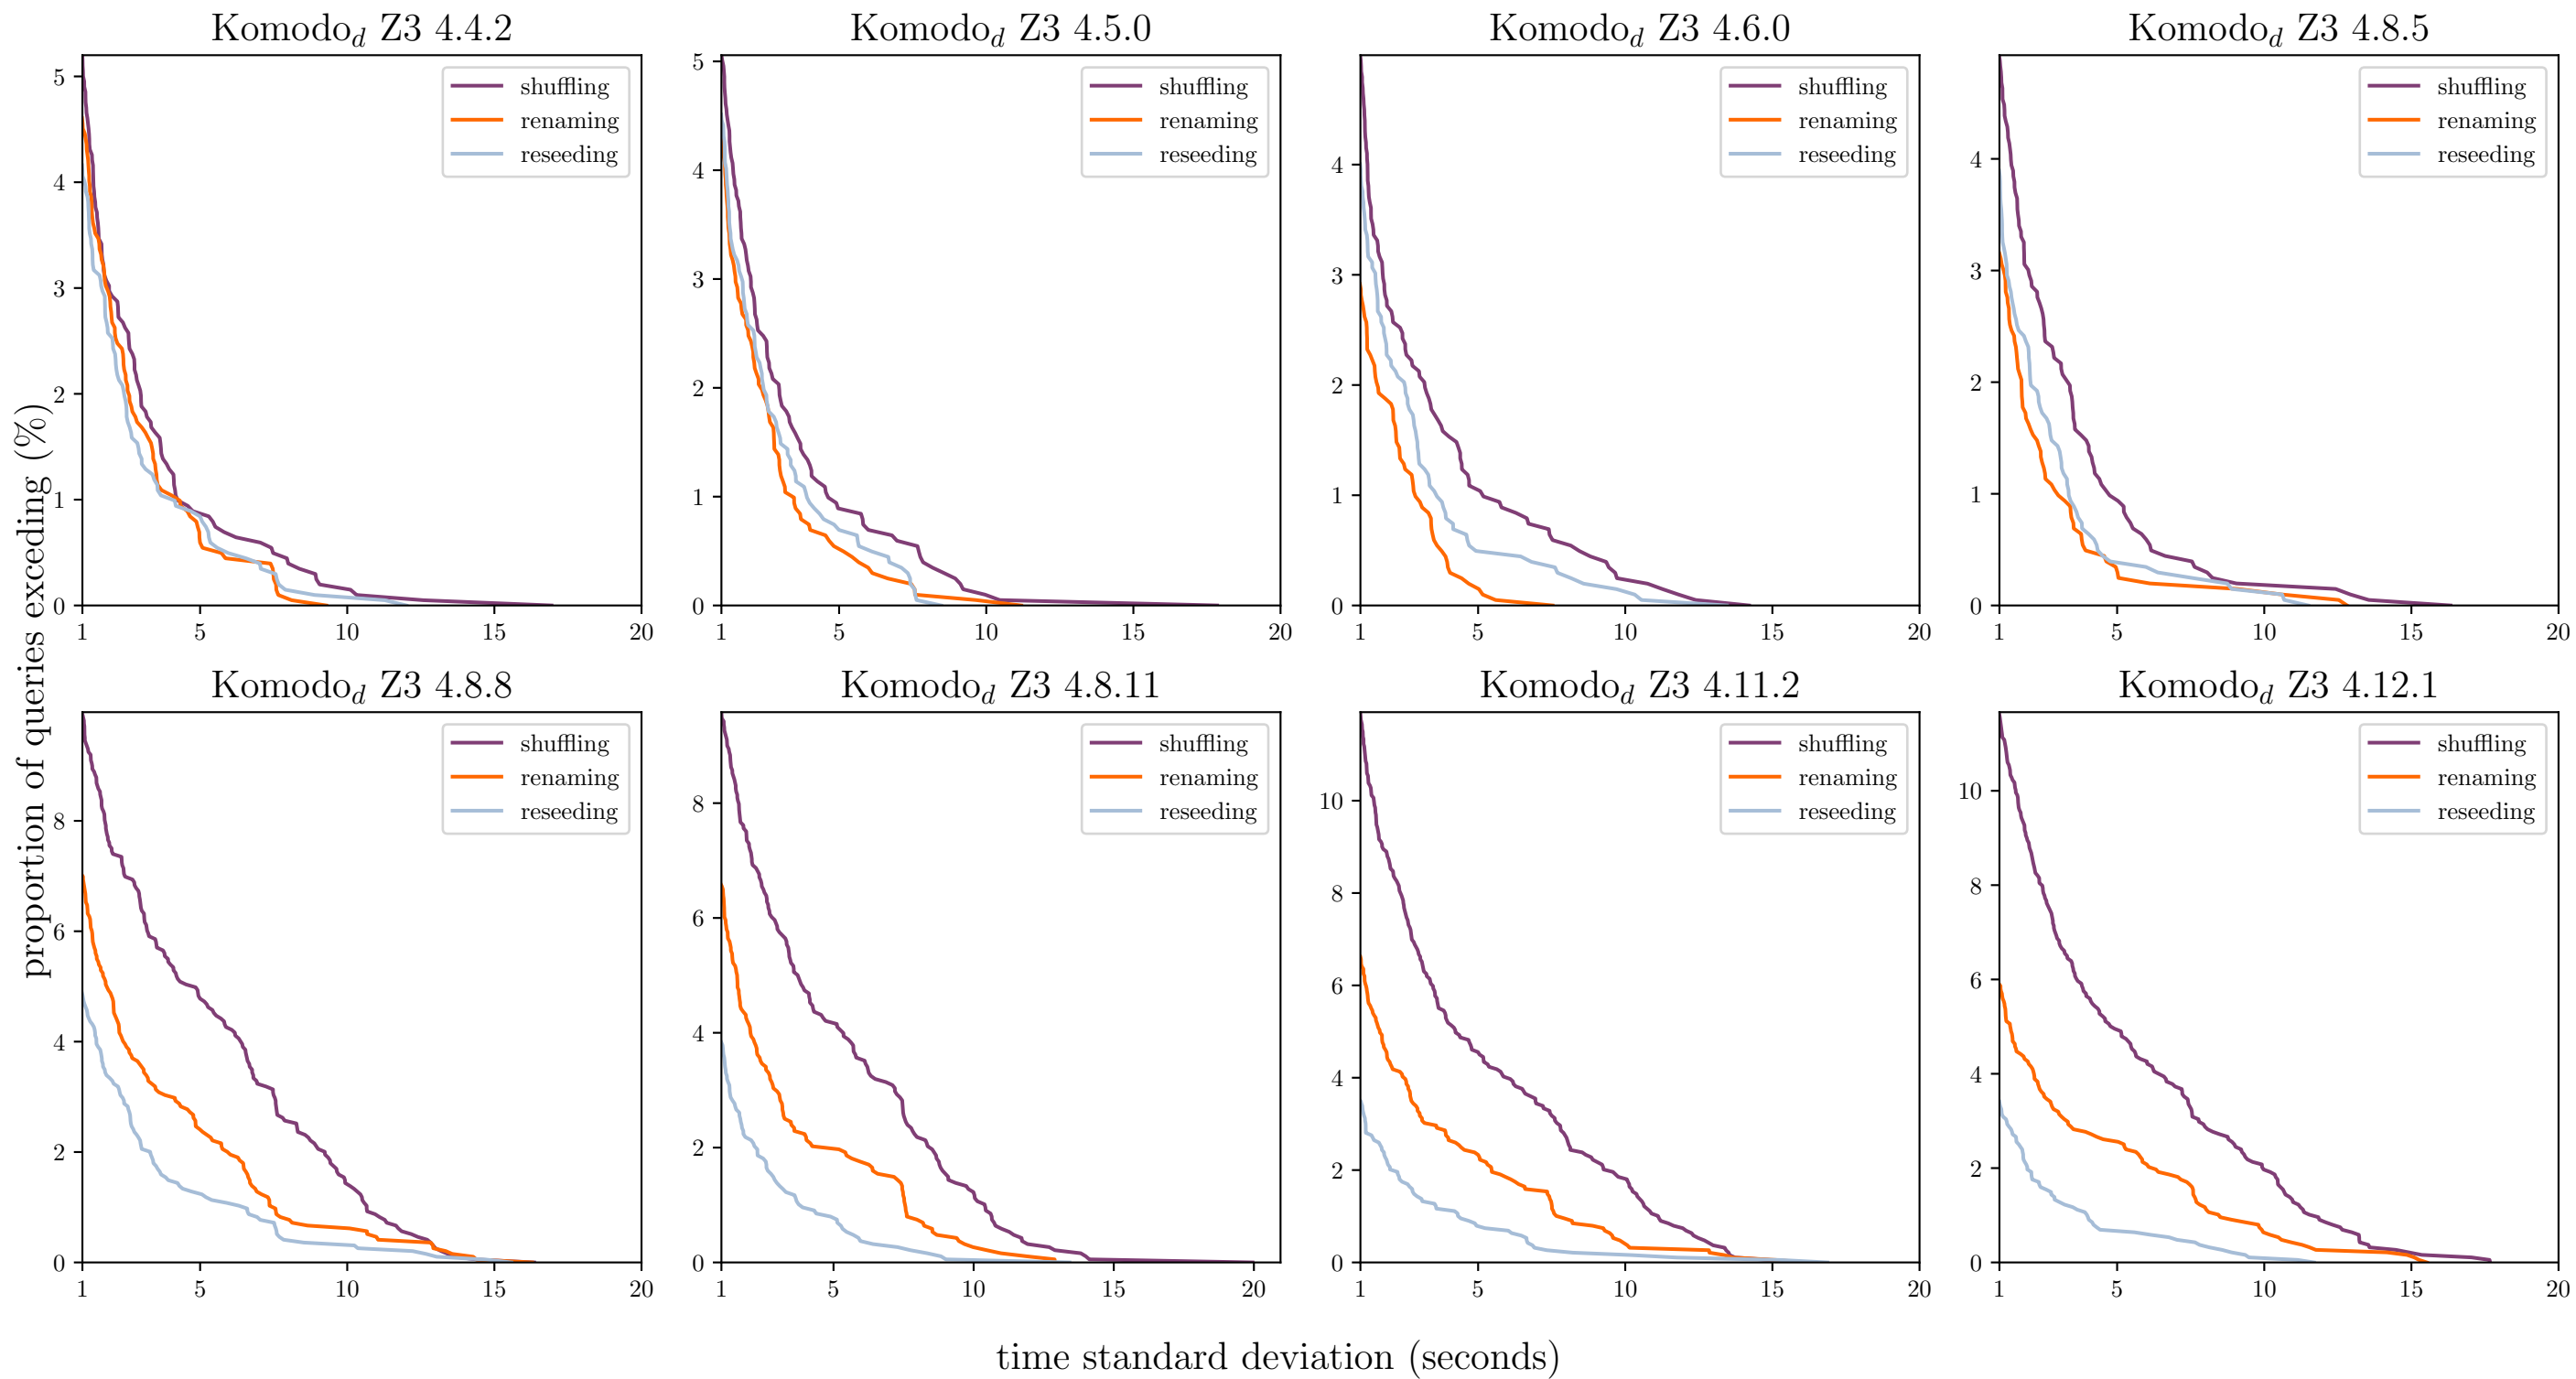 proportion of queries exceding (%)
Komodo_d Z3 4.4.2
shuffling
renaming
reseeding
5
4
3
2
1
0
1 5 10 15 20
Komodo_d Z3 4.5.0
shuffling
renaming
reseeding
5
4
3
2
1
0
1 5 10 15 20
Komodo_d Z3 4.6.0
shuffling
renaming
reseeding
4
3
2
1
0
1 5 10 15 20
Komodo_d Z3 4.8.5
shuffling
renaming
reseeding
4
3
2
1
0
1 5 10 15 20
Komodo_d Z3 4.8.8
shuffling
renaming
reseeding
8
6
4
2
0
1 5 10 15 20
Komodo_d Z3 4.8.11
shuffling
renaming
reseeding
8
6
4
2
0
1 5 10 15 20
Komodo_d Z3 4.11.2
shuffling
renaming
reseeding
10
8
6
4
2
0
1 5 10 15 20
Komodo_d Z3 4.12.1
shuffling
renaming
reseeding
10
8
6
4
2
0
1 5 10 15 20
time standard deviation (seconds)